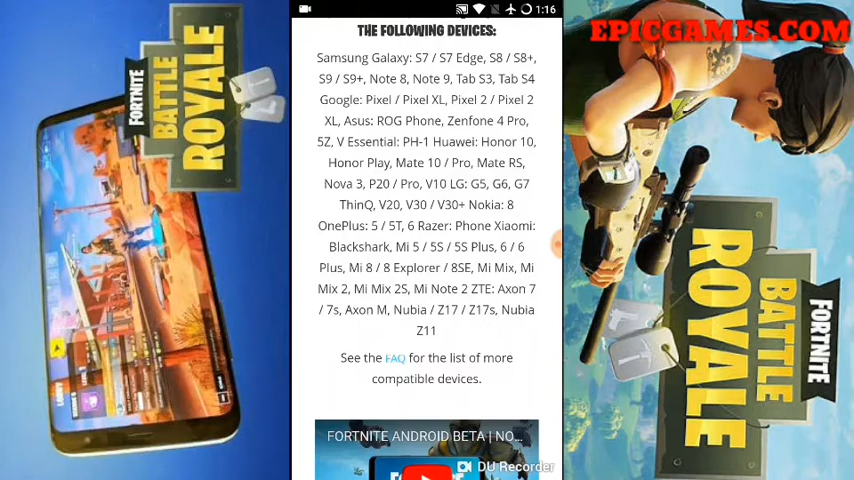 FORTNITE
BATTLE
ROYALE
1:16
THE FOLLOWING DEVICES:
Samsung Galaxy: S7 / S7 Edge, S8 / S8+,
S9 / S9+, Note 8, Note 9, Tab S3, Tab S4
Google: Pixel / Pixel XL, Pixel 2 / Pixel 2
XL, Asus: ROG Phone, Zenfone 4 Pro,
5Z, V Essential: PH-1 Huawei: Honor 10,
Honor Play, Mate 10 / Pro, Mate RS,
Nova 3, P20 / Pro, V10 LG: G5, G6, G7
ThinQ, V20, V30 / V30+ Nokia: 8
OnePlus: 5 / 5T, 6 Razer: Phone Xiaomi:
Blackshark, Mi 5 / 5S / 5S Plus, 6 / 6
Plus, Mi 8 / 8 Explorer / 8SE, Mi Mix, Mi
Mix 2, Mi Mix 2S, Mi Note 2 ZTE: Axon 7
/ 7s, Axon M, Nubia / Z17 / Z17s, Nubia
Z11
See the FAQ for the list of more
compatible devices.
FORTNITE ANDROID BETA | NO...
DU Recorder
EPICGAMES.COM
FORTNITE
BATTLE
ROYALE